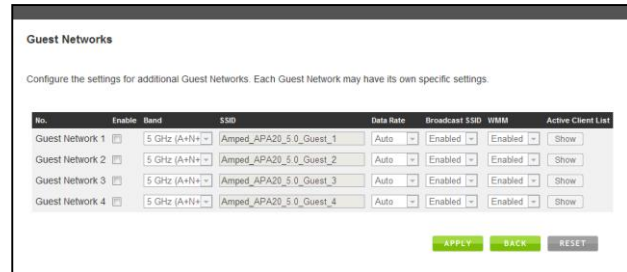 Guest Networks
Configure the settings for additional Guest Networks. Each Guest Network may have its own specific settings.
No. Enable Band SSID Data Rate Broadcast SSID WMM Active Client List
Guest Network 1 5 GHz (A+N+ Amped_APA20_5.0_Guest_1 Auto Enabled Enabled Show
Guest Network 2 5 GHz (A+N+ Amped_APA20_5.0_Guest_2 Auto Enabled Enabled Show
Guest Network 3 5 GHz (A+N+ Amped_APA20_5.0_Guest_3 Auto Enabled Enabled Show
Guest Network 4 5 GHz (A+N+ Amped_APA20_5.0_Guest_4 Auto Enabled Enabled Show
APPLY BACK RESET